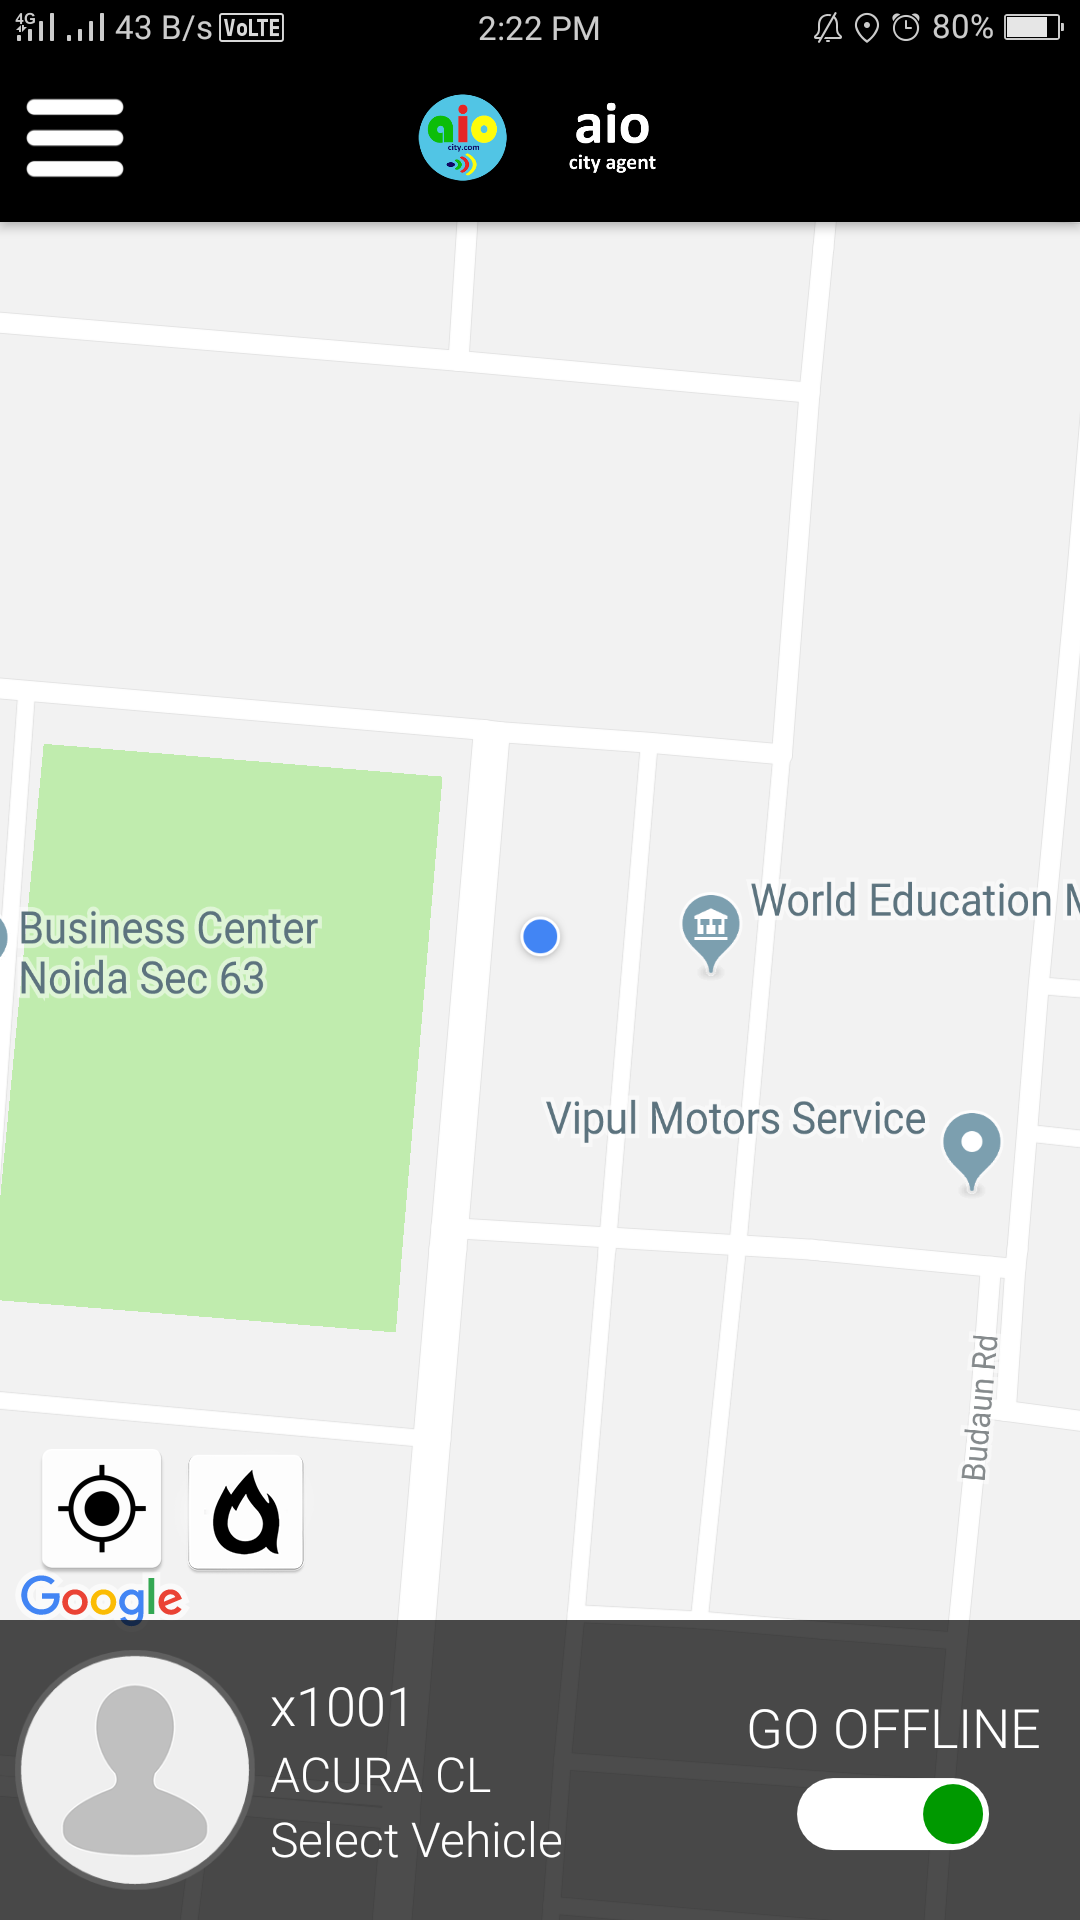 4G 43 B/s VoLTE 2:22 PM 80%
aio
city.com
aio
city agent
World Education
Business Center
Noida Sec 63
Vipul Motors Service
Budaun Rd
Google
x1001
GO OFFLINE
ACURA CL
Select Vehicle